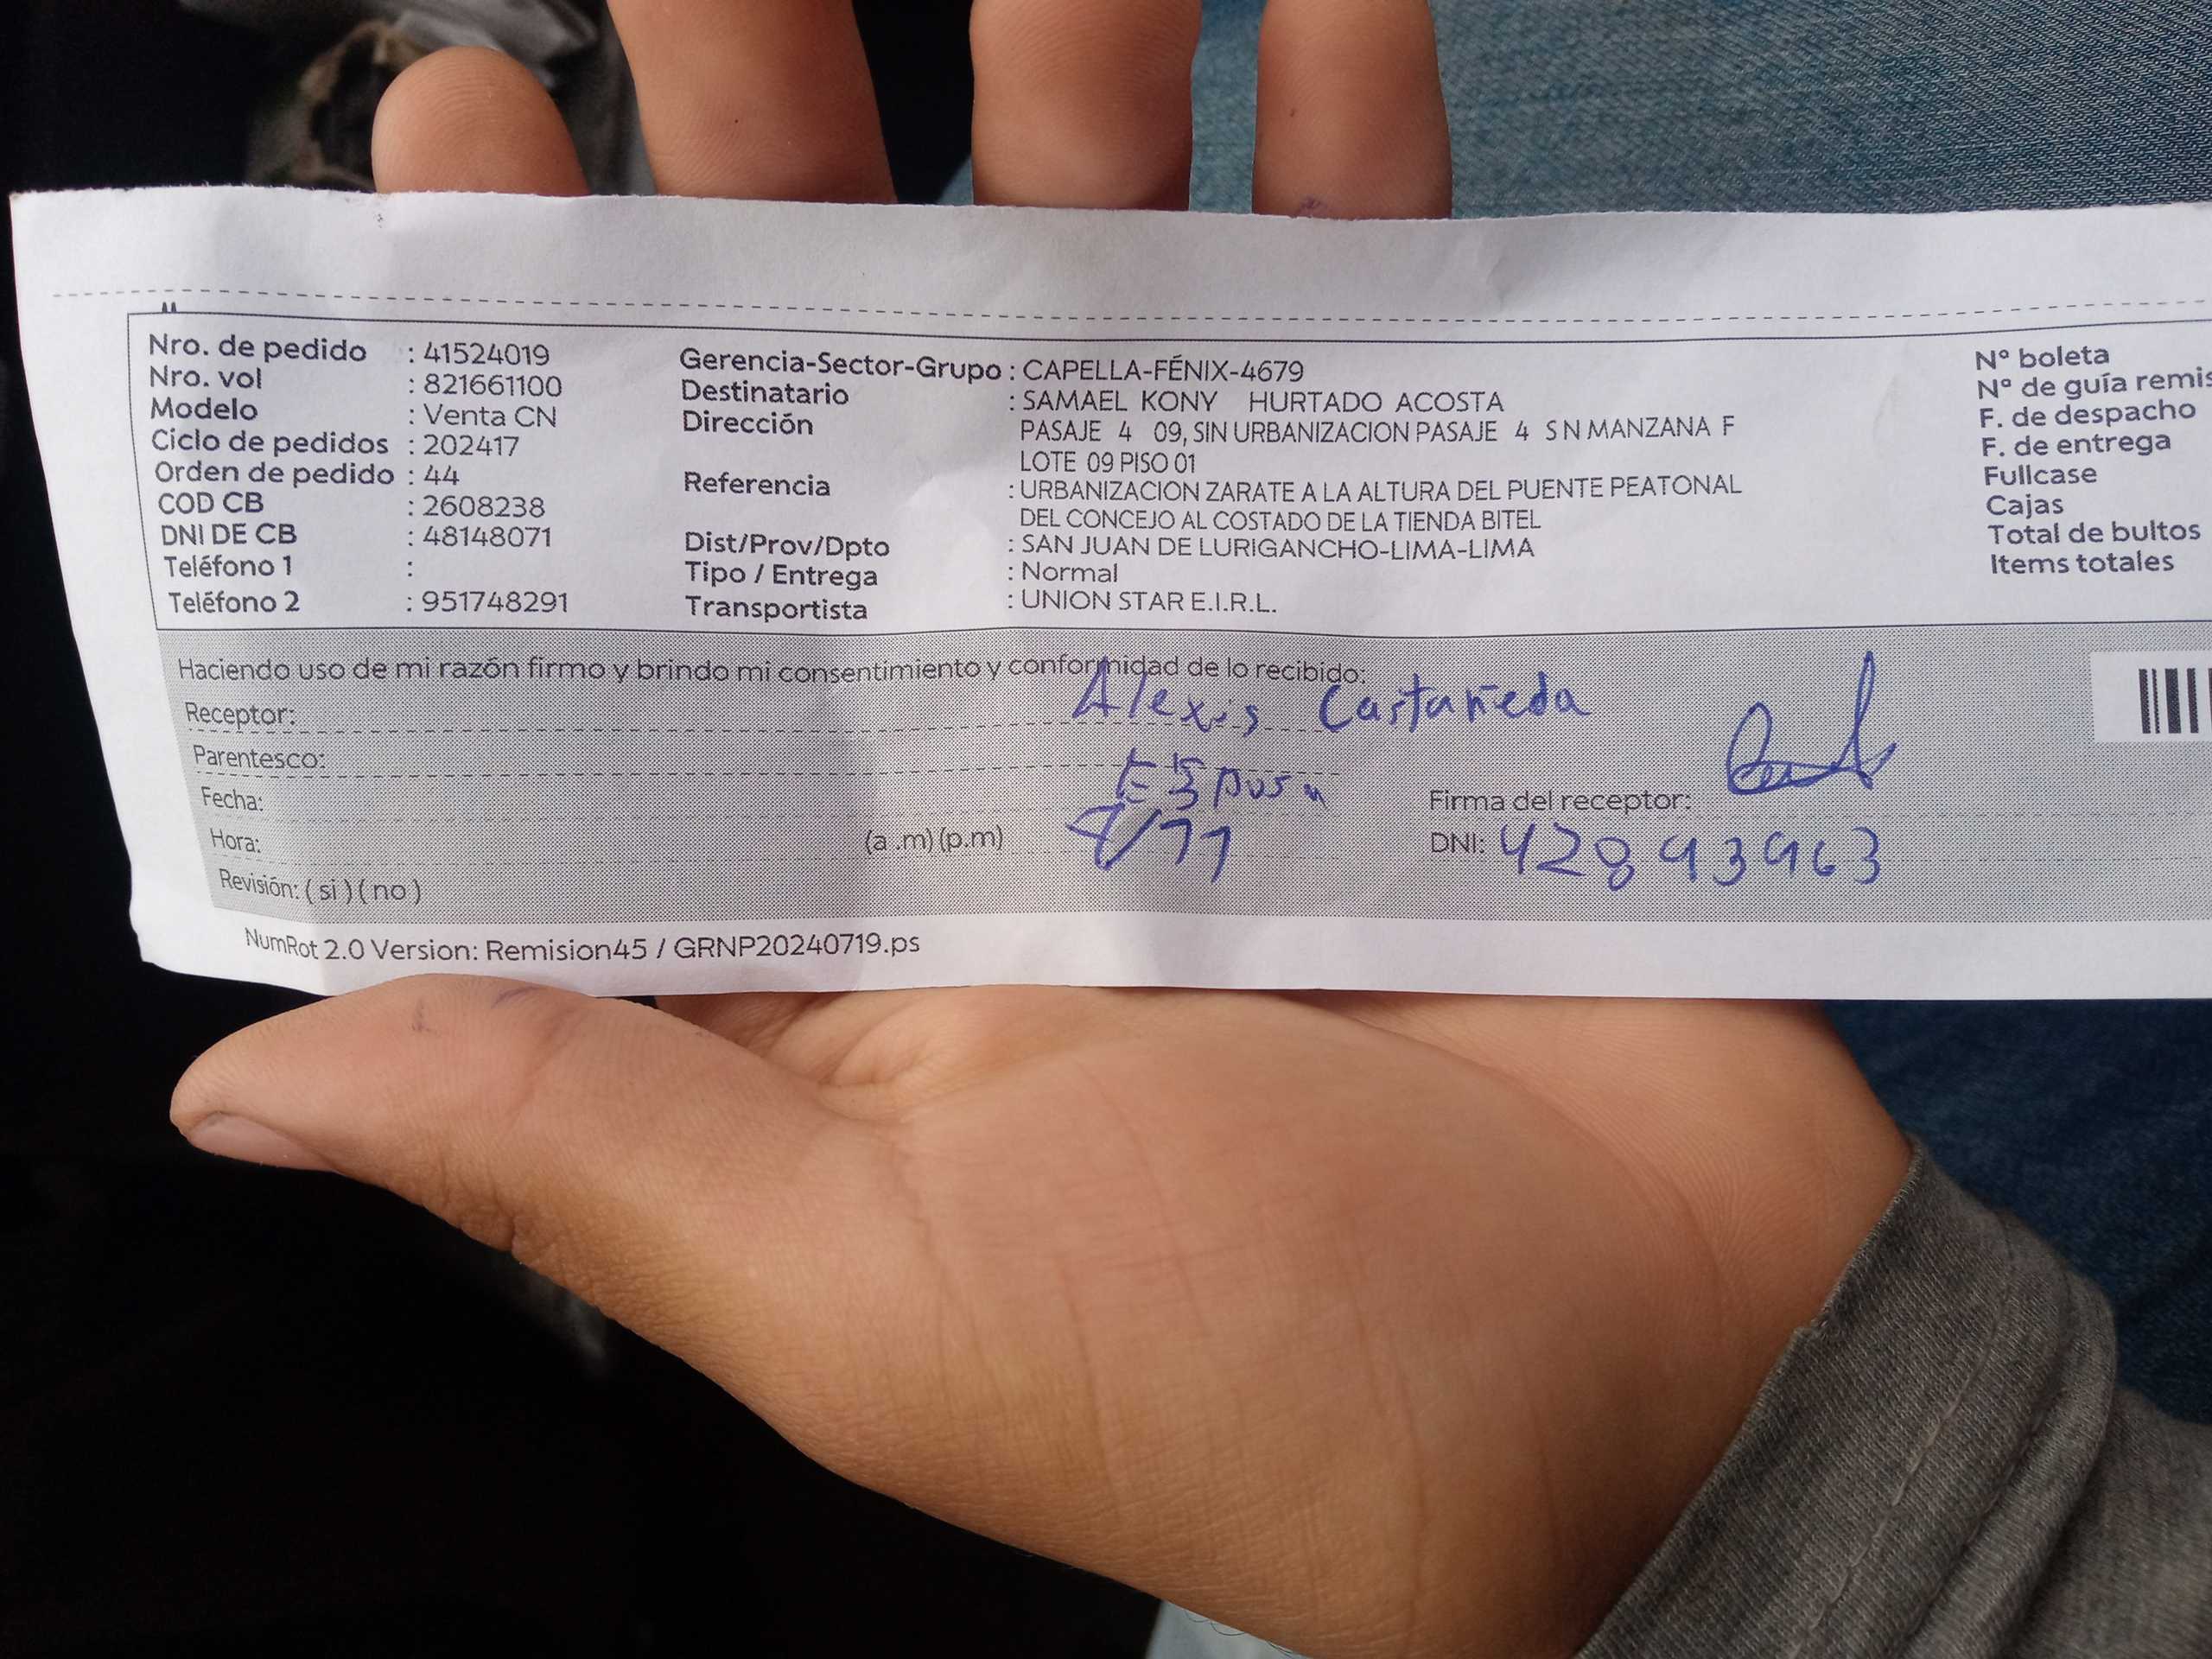 Nro. de pedido : 41524019
Nro. vol : 821661100
Modelo : Venta CN
Ciclo de pedidos : 202417
Orden de pedido : 44
COD CB : 2608238
DNI DE CB : 48148071
Teléfono 1 :
Teléfono 2 : 951748291
Gerencia-Sector-Grupo : CAPELLA-FÉNIX-4679
Destinatario : SAMAEL KONY HURTADO ACOSTA
Dirección PASAJE 4 09, SIN URBANIZACION PASAJE 4 S N MANZANA F
LOTE 09 PISO 01
Referencia : URBANIZACION ZARATE A LA ALTURA DEL PUENTE PEATONAL
DEL CONCEJO AL COSTADO DE LA TIENDA BITEL
Dist/Prov/Dpto : SAN JUAN DE LURIGANCHO-LIMA-LIMA
Tipo / Entrega : Normal
Transportista : UNION STAR E.I.R.L.
N° boleta
N° de guía remis
F. de despacho
F. de entrega
Fullcase
Cajas
Total de bultos
Items totales
Haciendo uso de mi razón firmo y brindo mi consentimiento y conformidad de lo recibido:
Receptor: Alexis Castañeda
Parentesco: Esposo
Fecha:
Firma del receptor:
Hora: (a .m) (p.m)
DNI: 42893963
Revisión: ( si ) ( no )
NumRot 2.0 Version: Remision45 / GRNP20240719.ps